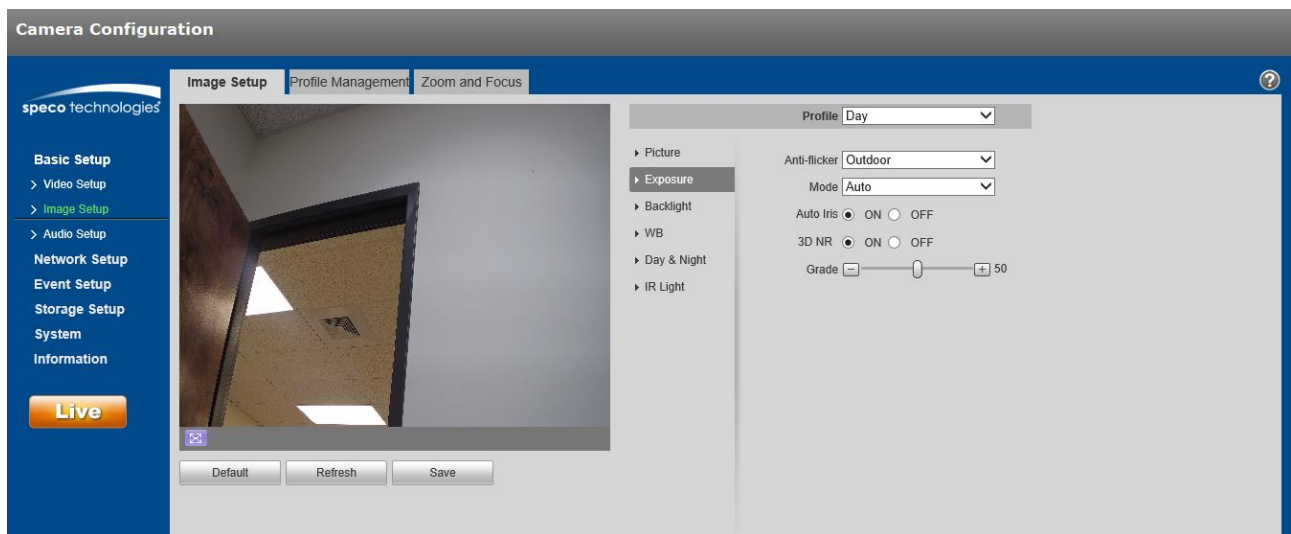 Camera Configuration
Image Setup
Profile Management
Zoom and Focus
?
speco technologies
Basic Setup
> Video Setup
> Image Setup
> Audio Setup
Network Setup
Event Setup
Storage Setup
System
Information
Live
Default
Refresh
Save
Picture
Exposure
Backlight
WB
Day & Night
IR Light
Profile Day
Anti-flicker Outdoor
Mode Auto
Auto Iris ON OFF
3D NR ON OFF
Grade - + 50